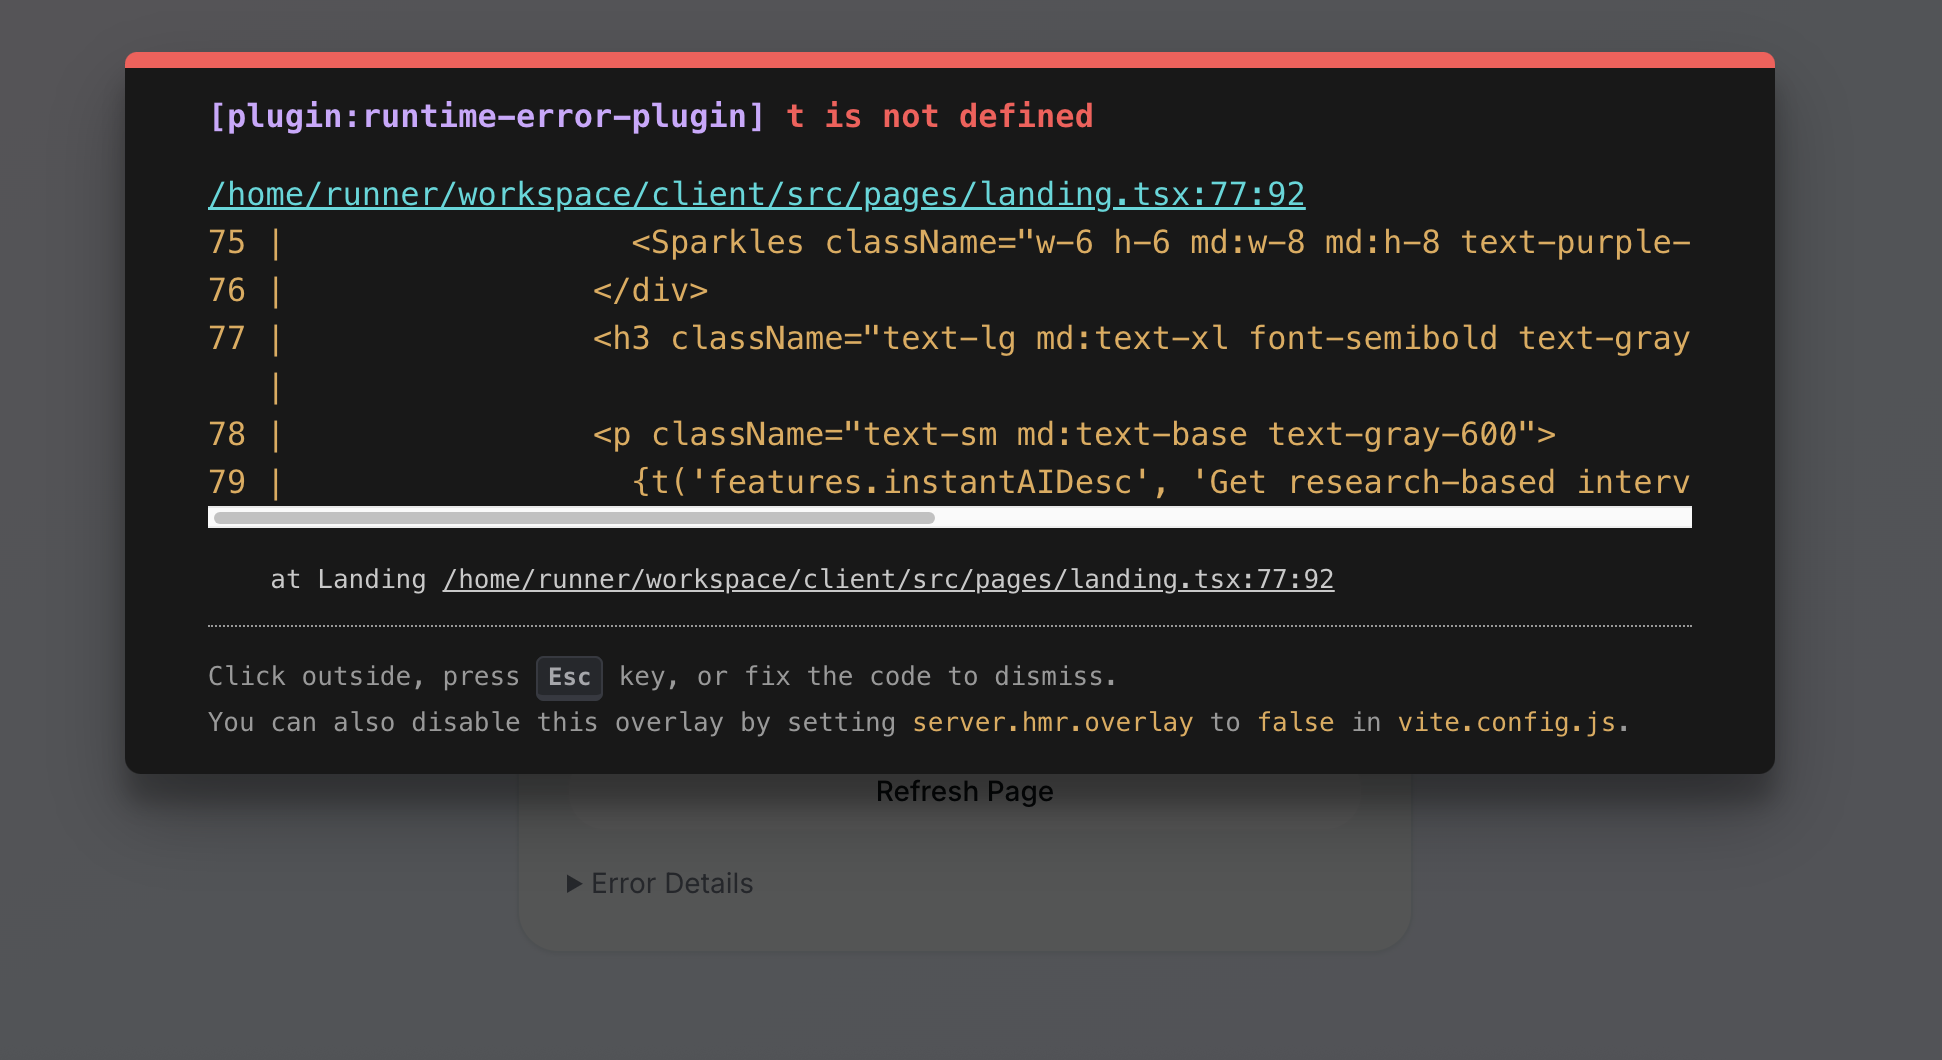 [plugin:runtime-error-plugin] t is not defined
/home/runner/workspace/client/src/pages/landing.tsx:77:92
75 |                  <Sparkles className="w-6 h-6 md:w-8 md:h-8 text-purple-
76 |                </div>
77 |                <h3 className="text-lg md:text-xl font-semibold text-gray
   |
78 |                <p className="text-sm md:text-base text-gray-600">
79 |                  {t('features.instantAIDesc', 'Get research-based interv
at Landing /home/runner/workspace/client/src/pages/landing.tsx:77:92
Click outside, press Esc key, or fix the code to dismiss.
You can also disable this overlay by setting server.hmr.overlay to false in vite.config.js.
Refresh Page
▶ Error Details